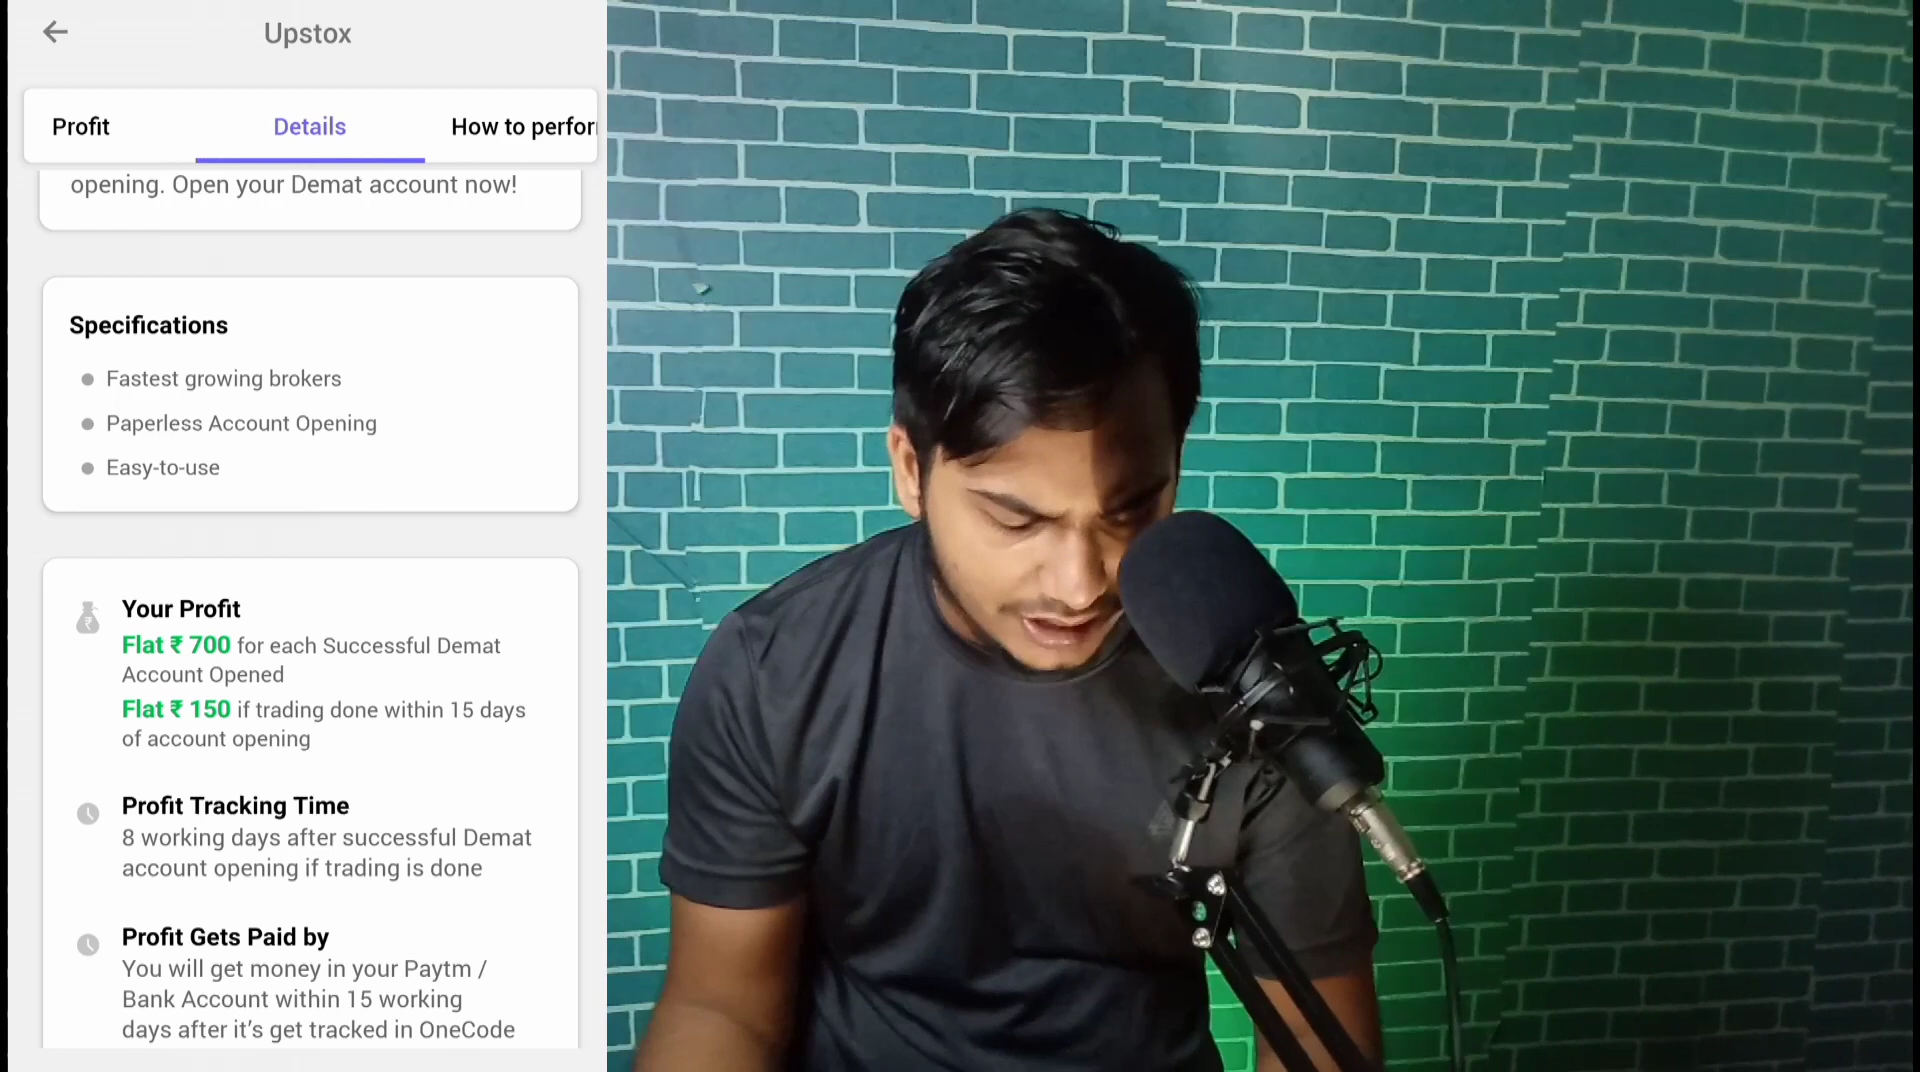 Upstox
Profit
Details
How to perfor
opening. Open your Demat account now!
Specifications
Fastest growing brokers
Paperless Account Opening
Easy-to-use
Your Profit
Flat ₹ 700 for each Successful Demat
Account Opened
Flat ₹ 150 if trading done within 15 days
of account opening
Profit Tracking Time
8 working days after successful Demat
account opening if trading is done
Profit Gets Paid by
You will get money in your Paytm /
Bank Account within 15 working
days after it's get tracked in OneCode